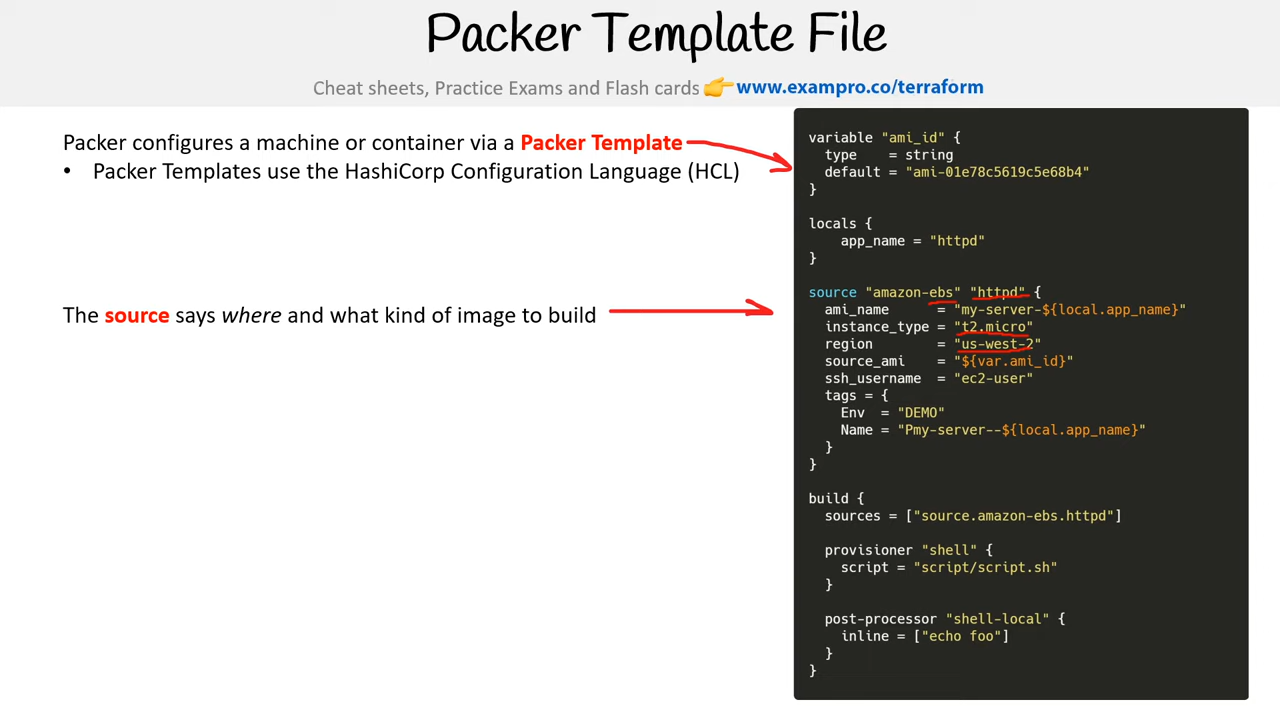 Packer Template File
Cheat sheets, Practice Exams and Flash cards 👉 www.exampro.co/terraform
Packer configures a machine or container via a Packer Template
• Packer Templates use the HashiCorp Configuration Language (HCL)
The source says where and what kind of image to build
variable "ami_id" {
  type    = string
  default = "ami-01e78c5619c5e68b4"
}
locals {
    app_name = "httpd"
}
source "amazon-ebs" "httpd" {
  ami_name      = "my-server-${local.app_name}"
  instance_type = "t2.micro"
  region        = "us-west-2"
  source_ami    = "${var.ami_id}"
  ssh_username  = "ec2-user"
  tags = {
    Env  = "DEMO"
    Name = "Pmy-server--${local.app_name}"
  }
}
build {
  sources = ["source.amazon-ebs.httpd"]
  provisioner "shell" {
    script = "script/script.sh"
  }
  post-processor "shell-local" {
    inline = ["echo foo"]
  }
}